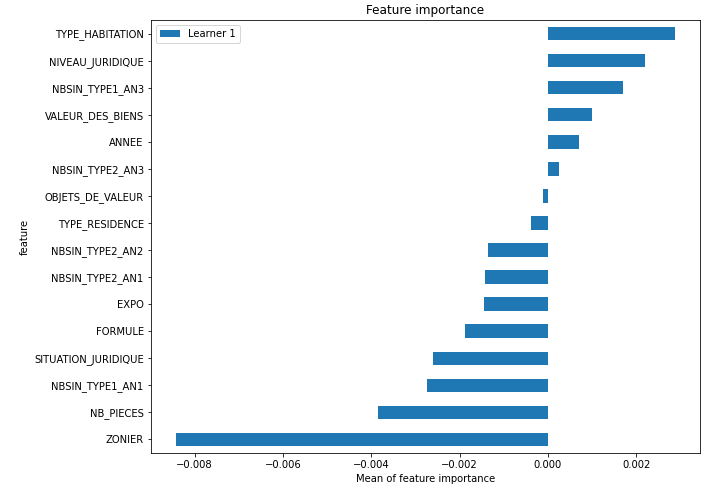 Feature importance
Learner 1
TYPE_HABITATION
NIVEAU_JURIDIQUE
NBSIN_TYPE1_AN3
VALEUR_DES_BIENS
ANNEE
NBSIN_TYPE2_AN3
OBJETS_DE_VALEUR
TYPE_RESIDENCE
NBSIN_TYPE2_AN2
NBSIN_TYPE2_AN1
EXPO
FORMULE
SITUATION_JURIDIQUE
NBSIN_TYPE1_AN1
NB_PIECES
ZONIER
feature
−0.008 −0.006 −0.004 −0.002 0.000 0.002
Mean of feature importance